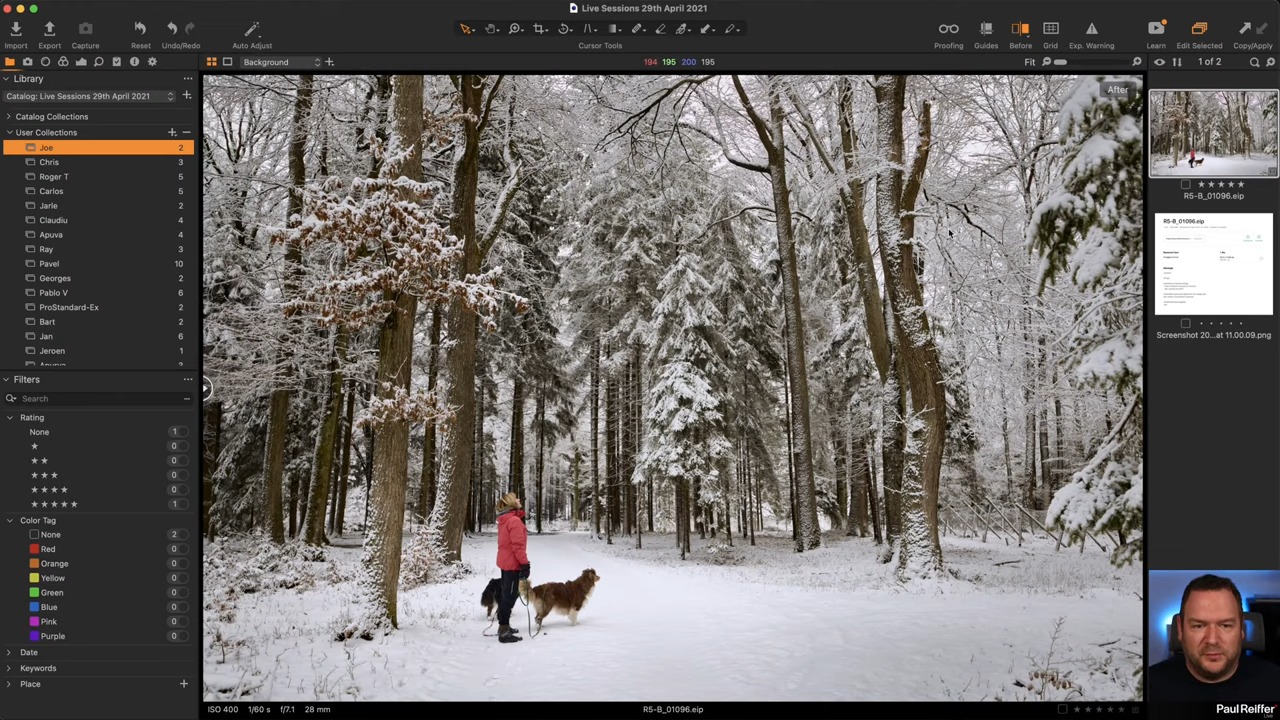 Live Sessions 29th April 2021
Import
Export
Capture
Reset
Undo/Redo
Auto Adjust
Cursor Tools
Proofing
Guides
Before
Grid
Exp. Warning
Learn
Edit Selected
Copy/Apply
Background
194 195 200 195
Fit
1 of 2
Library
Catalog: Live Sessions 29th April 2021
Catalog Collections
User Collections
Joe 2
Chris 3
Roger T 5
Carlos 5
Jarle 2
Claudiu 4
Apuva 4
Ray 3
Pavel 10
Georges 2
Pablo V 6
ProStandard-Ex 2
Bart 2
Jan 6
Jeroen 1
Filters
Search
Rating
None 1
0
0
0
0
1
Color Tag
None 2
Red 0
Orange 0
Yellow 0
Green 0
Blue 0
Pink 0
Purple 0
Date
Keywords
Place
After
ISO 400 1/60 s f/7.1 28 mm
R5-B_01096.eip
R5-B_01096.eip
R5-B_01096.eip
Screenshot 20...at 11.00.09.png
Paul Reiffer
Live